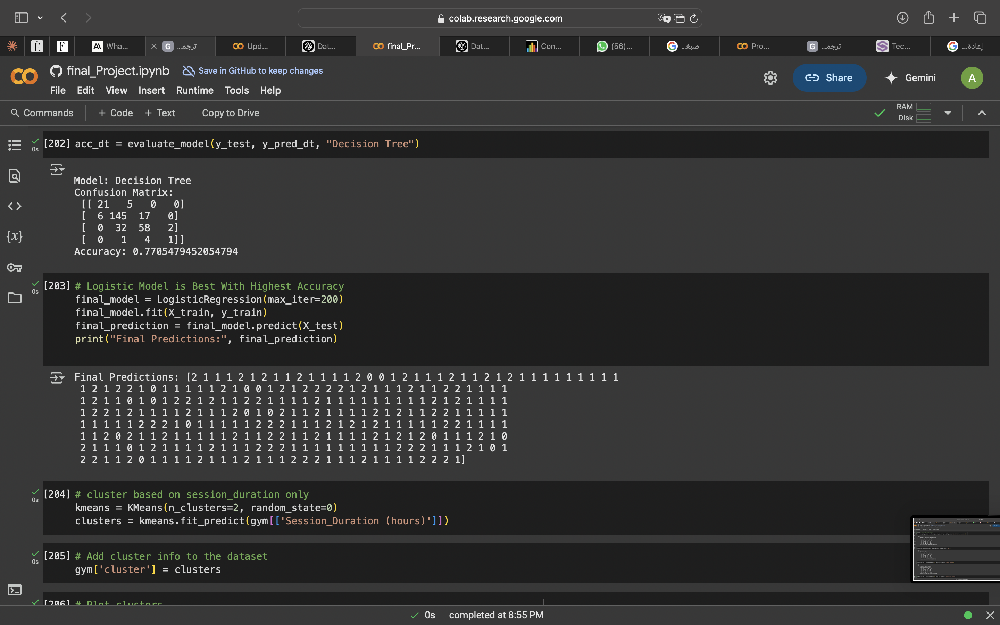 colab.research.google.com
È
F
A\ Wha...
G ترجمـ...
Upd...
Dat...
final_Pr...
Dat...
Con...
(56)...
صبغـ...
Pro...
G ترجمـ...
Tec...
إعادة...
final_Project.ipynb
Save in GitHub to keep changes
File Edit View Insert Runtime Tools Help
Share
Gemini
A
Commands
+ Code + Text
Copy to Drive
RAM
Disk
0s
[202] acc_dt = evaluate_model(y_test, y_pred_dt, "Decision Tree")
Model: Decision Tree
Confusion Matrix:
[[ 21 5 0 0]
[ 6 145 17 0]
[ 0 32 58 2]
[ 0 1 4 1]]
Accuracy: 0.7705479452054794
0s
[203] # Logistic Model is Best With Highest Accuracy
final_model = LogisticRegression(max_iter=200)
final_model.fit(X_train, y_train)
final_prediction = final_model.predict(X_test)
print("Final Predictions:", final_prediction)
Final Predictions: [2 1 1 1 2 1 2 1 1 2 1 1 1 1 2 0 0 1 2 1 1 1 2 1 1 2 1 2 1 1 1 1 1 1 1 1 1
1 2 1 2 2 1 0 1 1 1 1 1 2 1 0 0 1 2 1 2 2 2 2 1 2 1 1 1 2 1 1 2 2 1 1 1 1
1 2 1 1 0 1 0 1 2 2 1 2 1 1 2 2 1 1 1 1 2 1 1 1 1 1 1 1 1 1 2 1 2 1 1 1 1
1 2 2 1 2 1 1 1 1 2 1 1 1 2 0 1 0 2 1 1 2 1 1 1 1 2 1 2 1 1 2 2 1 1 1 1 1
1 1 1 1 1 2 2 2 1 0 1 1 1 1 1 2 2 2 1 1 1 2 1 2 1 2 1 1 1 1 1 2 2 1 1 1 1
1 1 2 0 2 1 1 2 1 1 1 1 1 2 1 1 2 2 1 1 2 1 1 1 1 2 1 2 1 2 0 1 1 1 2 1 0
2 1 1 1 0 1 2 1 1 1 1 2 1 1 1 2 2 2 1 1 1 1 1 1 1 1 1 2 2 2 1 1 1 2 1 0 1
2 2 1 1 2 0 1 1 1 1 2 1 1 1 2 1 1 1 2 2 2 1 1 1 2 1 1 1 1 2 2 2 1]
0s
[204] # cluster based on session_duration only
kmeans = KMeans(n_clusters=2, random_state=0)
clusters = kmeans.fit_predict(gym[['Session_Duration (hours)']])
0s
[205] # Add cluster info to the dataset
gym['cluster'] = clusters
[206] # Plot clusters
0s completed at 8:55 PM